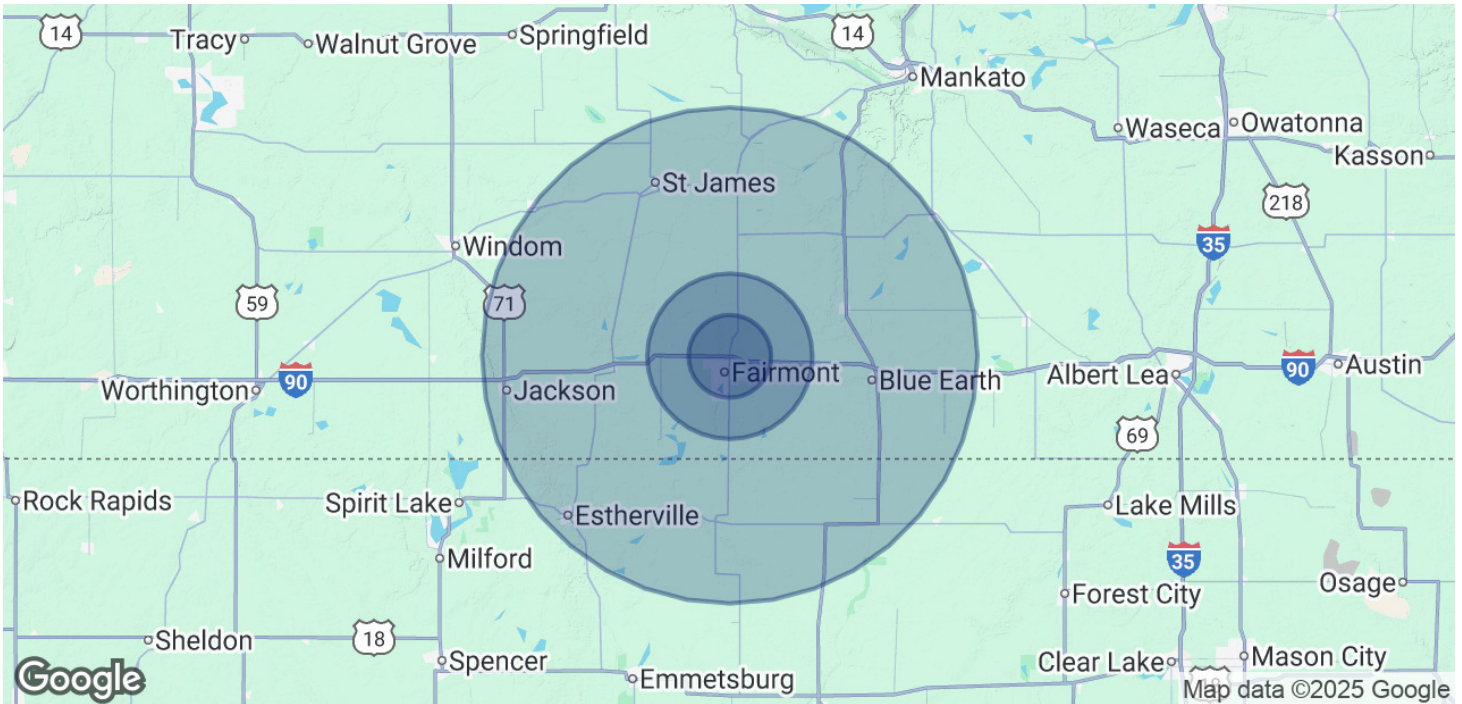 14
Tracy
Walnut Grove
Springfield
14
Mankato
Waseca
Owatonna
Kasson
St James
218
35
Windom
59
71
90
Worthington
Jackson
Fairmont
Blue Earth
Albert Lea
90
Austin
69
Rock Rapids
Spirit Lake
Estherville
Lake Mills
Milford
35
Forest City
Osage
Sheldon
18
Spencer
Emmetsburg
Clear Lake
Mason City
Google
18
Map data ©2025 Google